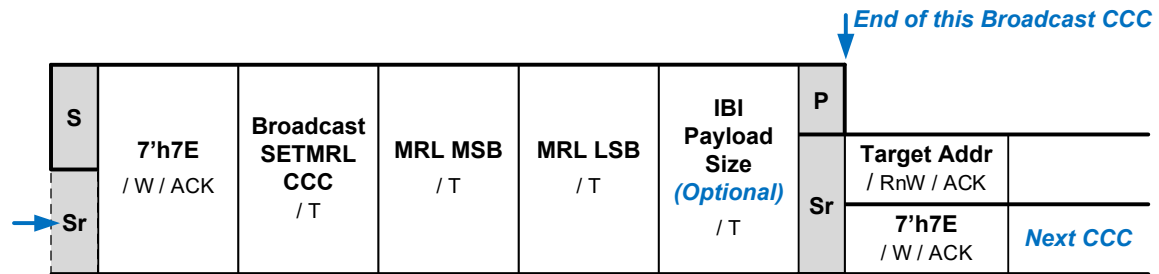 End of this Broadcast CCC
S
Sr
7’h7E
/ W / ACK
Broadcast
SETMRL
CCC
/ T
MRL MSB
/ T
MRL LSB
/ T
IBI
Payload
Size
(Optional)
/ T
P
Sr
Target Addr
/ RnW / ACK
7’h7E
/ W / ACK
Next CCC